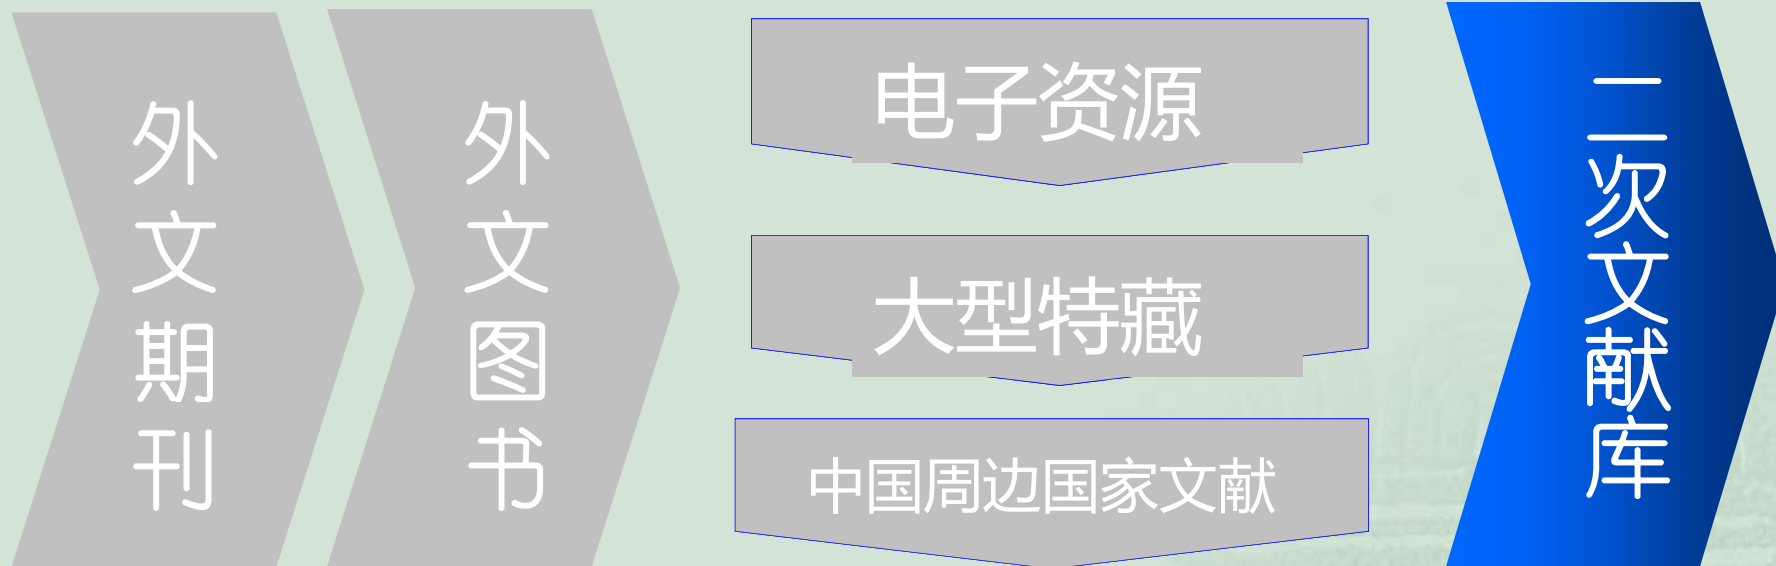 外文期刊
外文图书
电子资源
大型特藏
中国周边国家文献
二次文献库